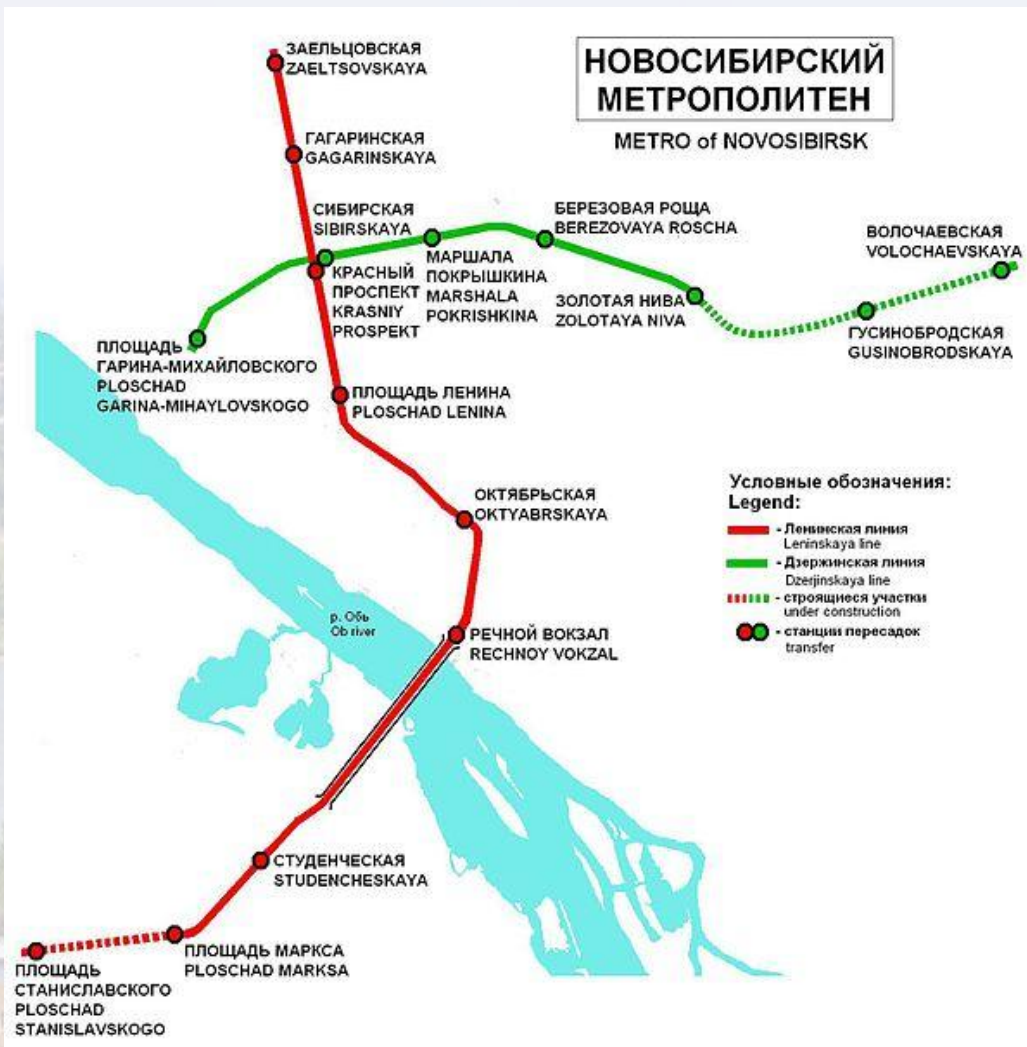 НОВОСИБИРСКИЙ
МЕТРОПОЛИТЕН
METRO of NOVOSIBIRSK
ЗАЕЛЬЦОВСКАЯ
ZAELTSOVSKAYA
ГАГАРИНСКАЯ
GAGARINSKAYA
СИБИРСКАЯ
SIBIRSKAYA
БЕРЕЗОВАЯ РОЩА
BEREZOVAYA ROSCHA
ВОЛОЧАЕВСКАЯ
VOLOCHAEVSKAYA
КРАСНЫЙ
ПРОСПЕКТ
KRASNIY
PROSPEKT
МАРШАЛА
ПОКРЫШКИНА
MARSHALA
POKRISHKINA
ЗОЛОТАЯ НИВА
ZOLOTAYA NIVA
ГУСИНОБРОДСКАЯ
GUSINOBRODSKAYA
ПЛОЩАДЬ
ГАРИНА-МИХАЙЛОВСКОГО
PLOSCHAD
GARINA-MIHAYLOVSKOGO
ПЛОЩАДЬ ЛЕНИНА
PLOSCHAD LENINA
ОКТЯБРЬСКАЯ
OKTYABRSKAYA
Условные обозначения:
Legend:
- Ленинская линия
Leninskaya line
- Дзержинская линия
Dzerjinskaya line
- строящиеся участки
under construction
- станции пересадок
transfer
р. Обь
Ob river
РЕЧНОЙ ВОКЗАЛ
RECHNOY VOKZAL
СТУДЕНЧЕСКАЯ
STUDENCHESKAYA
ПЛОЩАДЬ МАРКСА
PLOSCHAD MARKSA
ПЛОЩАДЬ
СТАНИСЛАВСКОГО
PLOSCHAD
STANISLAVSKOGO